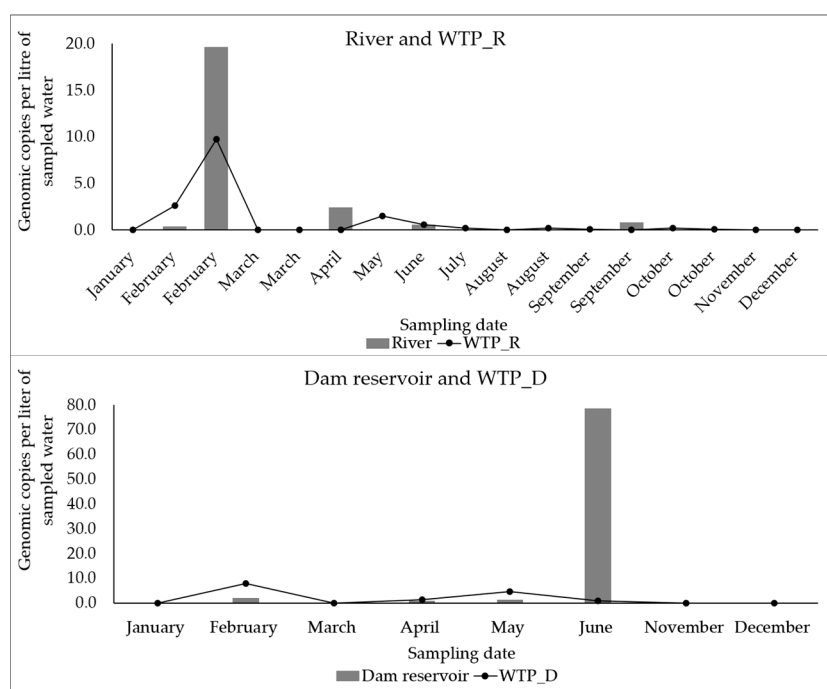 River and WTP_R
Genomic copies per litre of
sampled water
20.0
15.0
10.0
5.0
0.0
January
February
February
March
March
April
May
June
July
August
August
September
September
October
October
November
December
Sampling date
River
WTP_R
Dam reservoir and WTP_D
Genomic copies per liter of
sampled water
80.0
70.0
60.0
50.0
40.0
30.0
20.0
10.0
0.0
January February March April May June November December
Sampling date
Dam reservoir
WTP_D